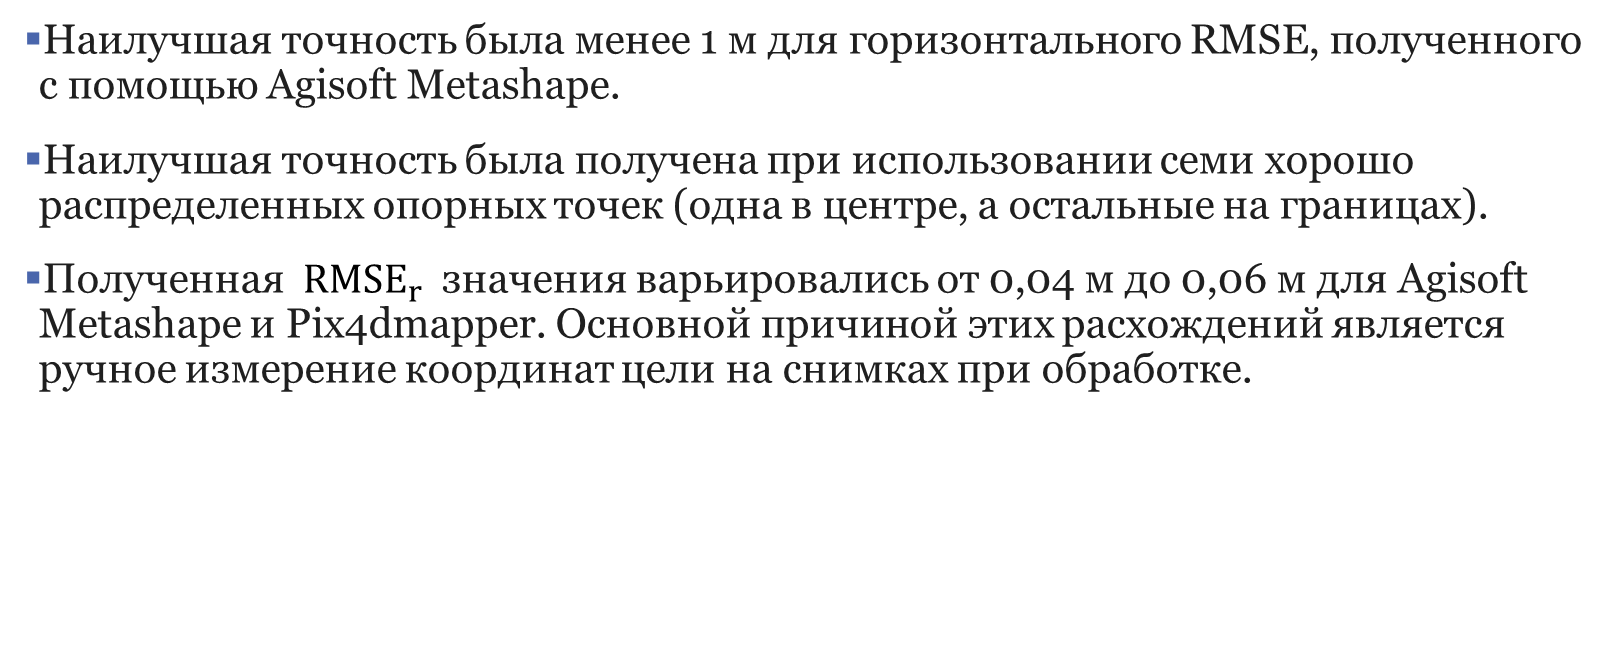 ▪Наилучшая точность была менее 1 м для горизонтального RMSE, полученного
с помощью Agisoft Metashape.
▪Наилучшая точность была получена при использовании семи хорошо
распределенных опорных точек (одна в центре, а остальные на границах).
▪Полученная RMSEr значения варьировались от 0,04 м до 0,06 м для Agisoft
Metashape и Pix4dmapper. Основной причиной этих расхождений является
ручное измерение координат цели на снимках при обработке.